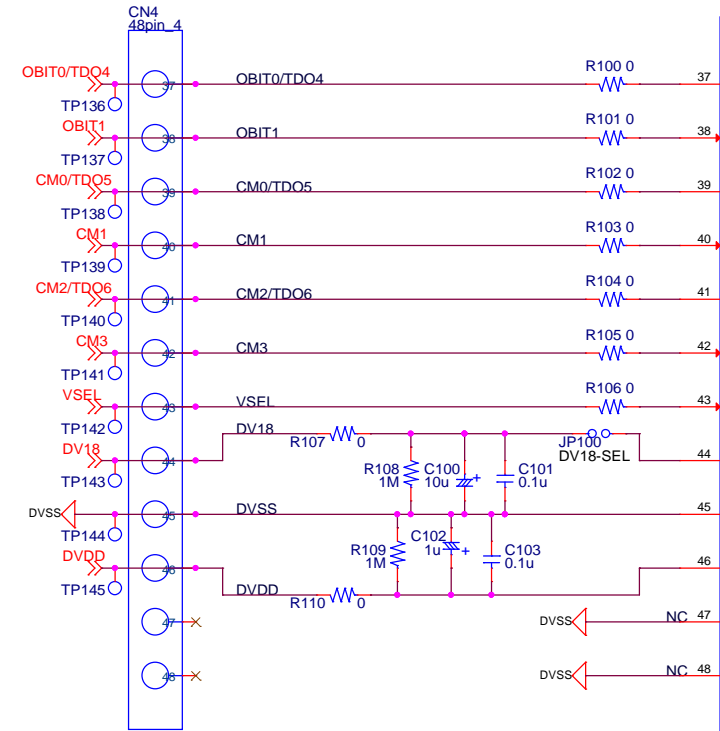 CN4
48pin_4
OBIT0/TDO4
37
OBIT0/TDO4
R100 0
37
TP136
OBIT1
38
OBIT1
R101 0
38
TP137
CM0/TDO5
39
CM0/TDO5
R102 0
39
TP138
CM1
40
CM1
R103 0
40
TP139
CM2/TDO6
41
CM2/TDO6
R104 0
41
TP140
CM3
42
CM3
R105 0
42
TP141
VSEL
43
VSEL
R106 0
43
TP142
DV18
44
DV18
R107 0
JP100
DV18-SEL
44
TP143
R108
1M
C100
10u
+
C101
0.1u
DVSS
45
DVSS
45
TP144
R109
1M
C102
1u
+
C103
0.1u
DVDD
46
46
TP145
DVDD
R110 0
47
DVSS
NC 47
48
DVSS
NC 48